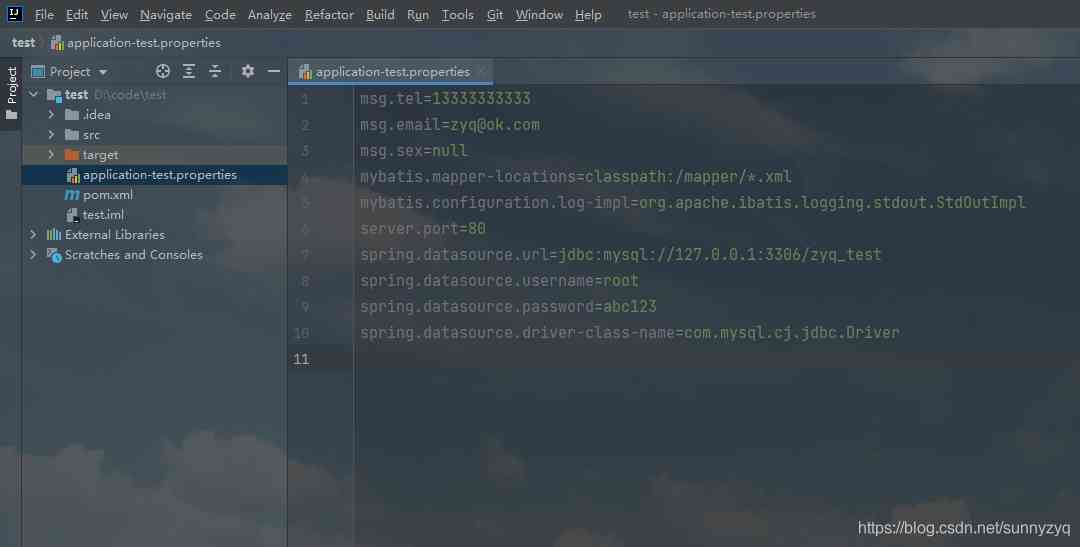 File Edit View Navigate Code Analyze Refactor Build Run Tools Git Window Help test - application-test.properties
test application-test.properties
Project
Project
application-test.properties
test D:\code\test
.idea
src
target
application-test.properties
pom.xml
test.iml
External Libraries
Scratches and Consoles
1 msg.tel=13333333333
2 msg.email=zyq@ok.com
3 msg.sex=null
4 mybatis.mapper-locations=classpath:/mapper/*.xml
5 mybatis.configuration.log-impl=org.apache.ibatis.logging.stdout.StdOutImpl
6 server.port=80
7 spring.datasource.url=jdbc:mysql://127.0.0.1:3306/zyq_test
8 spring.datasource.username=root
9 spring.datasource.password=abc123
10 spring.datasource.driver-class-name=com.mysql.cj.jdbc.Driver
11
https://blog.csdn.net/sunnyzyq